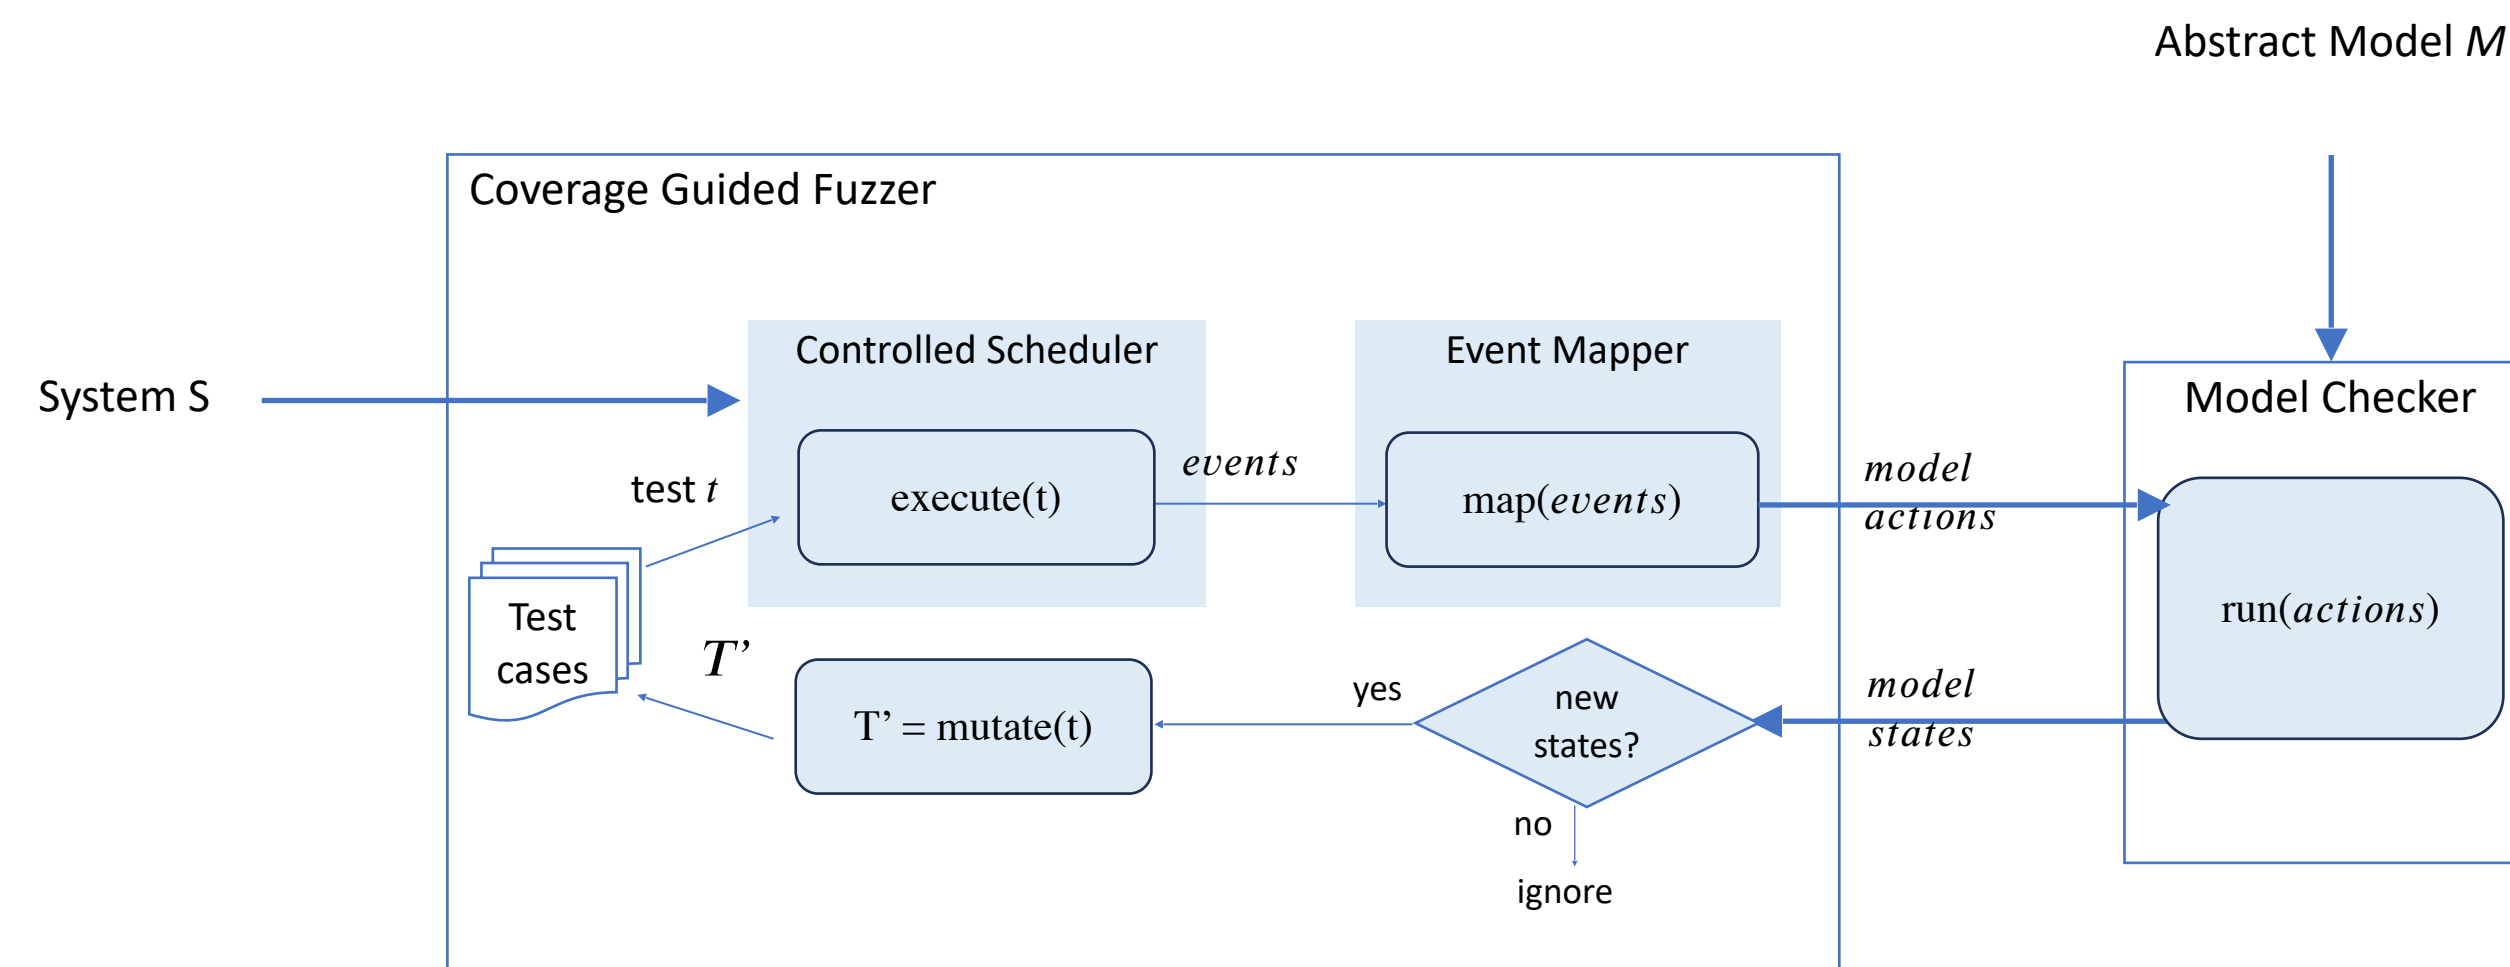 Abstract Model M
Coverage Guided Fuzzer
Controlled Scheduler
Event Mapper
System S
Model Checker
test t
execute(t)
events
map(events)
model
actions
Test
cases
T’
T’ = mutate(t)
yes
new
states?
model
states
run(actions)
no
ignore